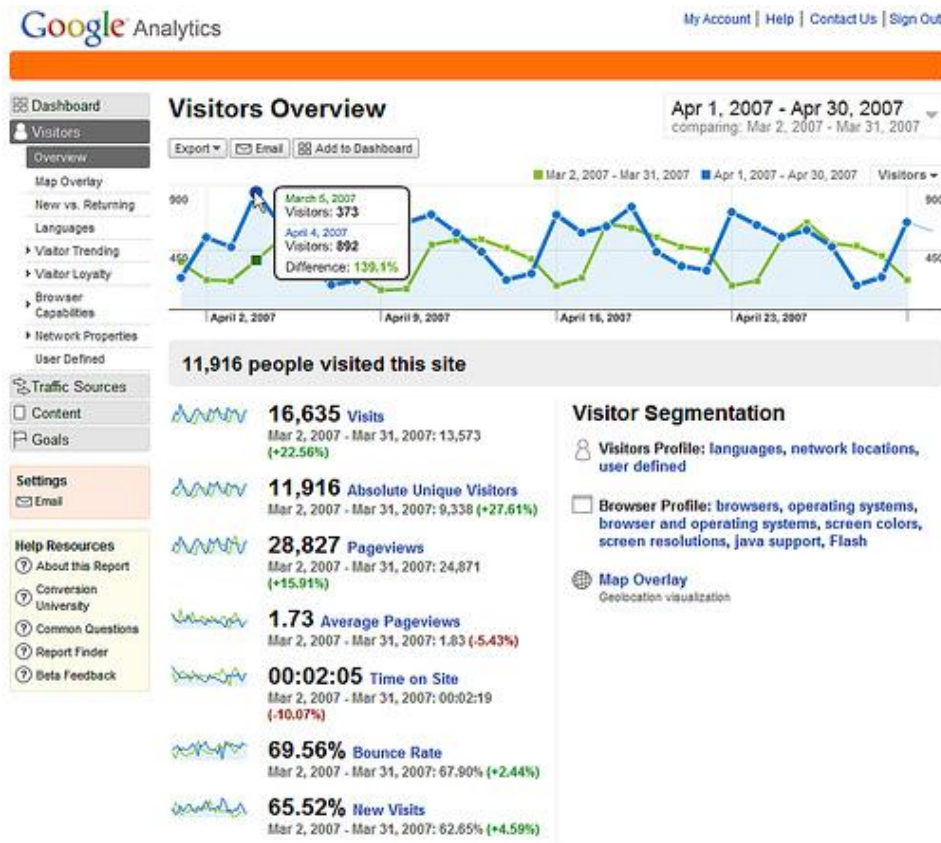 Google Analytics
My Account | Help | Contact Us | Sign Out
Dashboard
Visitors
Overview
Map Overlay
New vs. Returning
Languages
Visitor Trending
Visitor Loyalty
Browser
Capabilities
Network Properties
User Defined
Traffic Sources
Content
Goals
Settings
Email
Help Resources
About this Report
Conversion
University
Common Questions
Report Finder
Beta Feedback
Visitors Overview
Apr 1, 2007 - Apr 30, 2007
comparing: Mar 2, 2007 - Mar 31, 2007
Export
Email
Add to Dashboard
Mar 2, 2007 - Mar 31, 2007
Apr 1, 2007 - Apr 30, 2007
Visitors
900
900
450
450
March 5, 2007
Visitors: 373
April 4, 2007
Visitors: 892
Difference: 139.1%
April 2, 2007
April 9, 2007
April 16, 2007
April 23, 2007
11,916 people visited this site
16,635 Visits
Mar 2, 2007 - Mar 31, 2007: 13,573
(+22.56%)
11,916 Absolute Unique Visitors
Mar 2, 2007 - Mar 31, 2007: 9,338 (+27.61%)
28,827 Pageviews
Mar 2, 2007 - Mar 31, 2007: 24,871
(+15.91%)
1.73 Average Pageviews
Mar 2, 2007 - Mar 31, 2007: 1.83 (-5.43%)
00:02:05 Time on Site
Mar 2, 2007 - Mar 31, 2007: 00:02:19
(-10.07%)
69.56% Bounce Rate
Mar 2, 2007 - Mar 31, 2007: 67.90% (+2.44%)
65.52% New Visits
Mar 2, 2007 - Mar 31, 2007: 62.65% (+4.59%)
Visitor Segmentation
Visitors Profile: languages, network locations,
user defined
Browser Profile: browsers, operating systems,
browser and operating systems, screen colors,
screen resolutions, java support, Flash
Map Overlay
Geolocation visualization